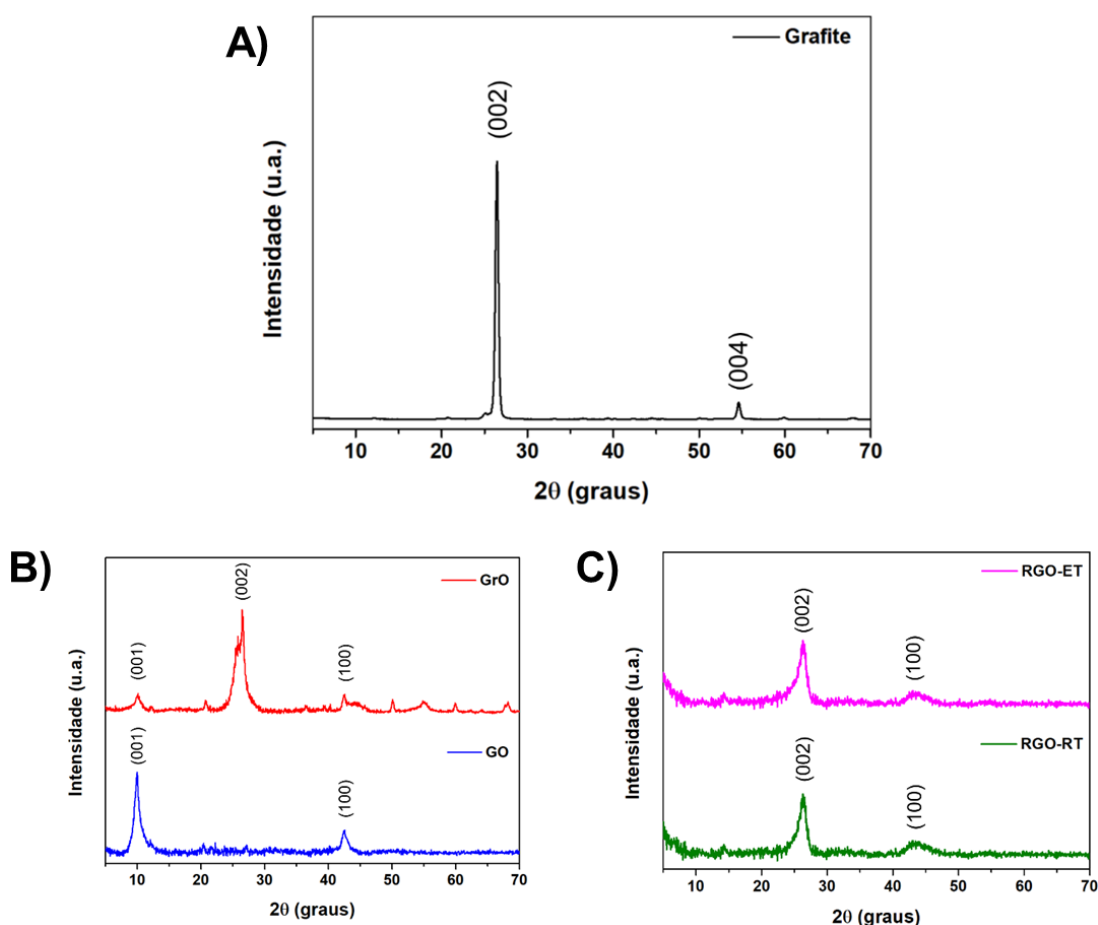 A)
Grafite
(002)
(004)
Intensidade (u.a.)
10 20 30 40 50 60 70
2θ (graus)
B)
GrO
(001)
(002)
(100)
GO
(001)
(100)
Intensidade (u.a.)
10 20 30 40 50 60 70
2θ (graus)
C)
RGO-ET
(002)
(100)
RGO-RT
(002)
(100)
Intensidade (u.a.)
10 20 30 40 50 60 70
2θ (graus)